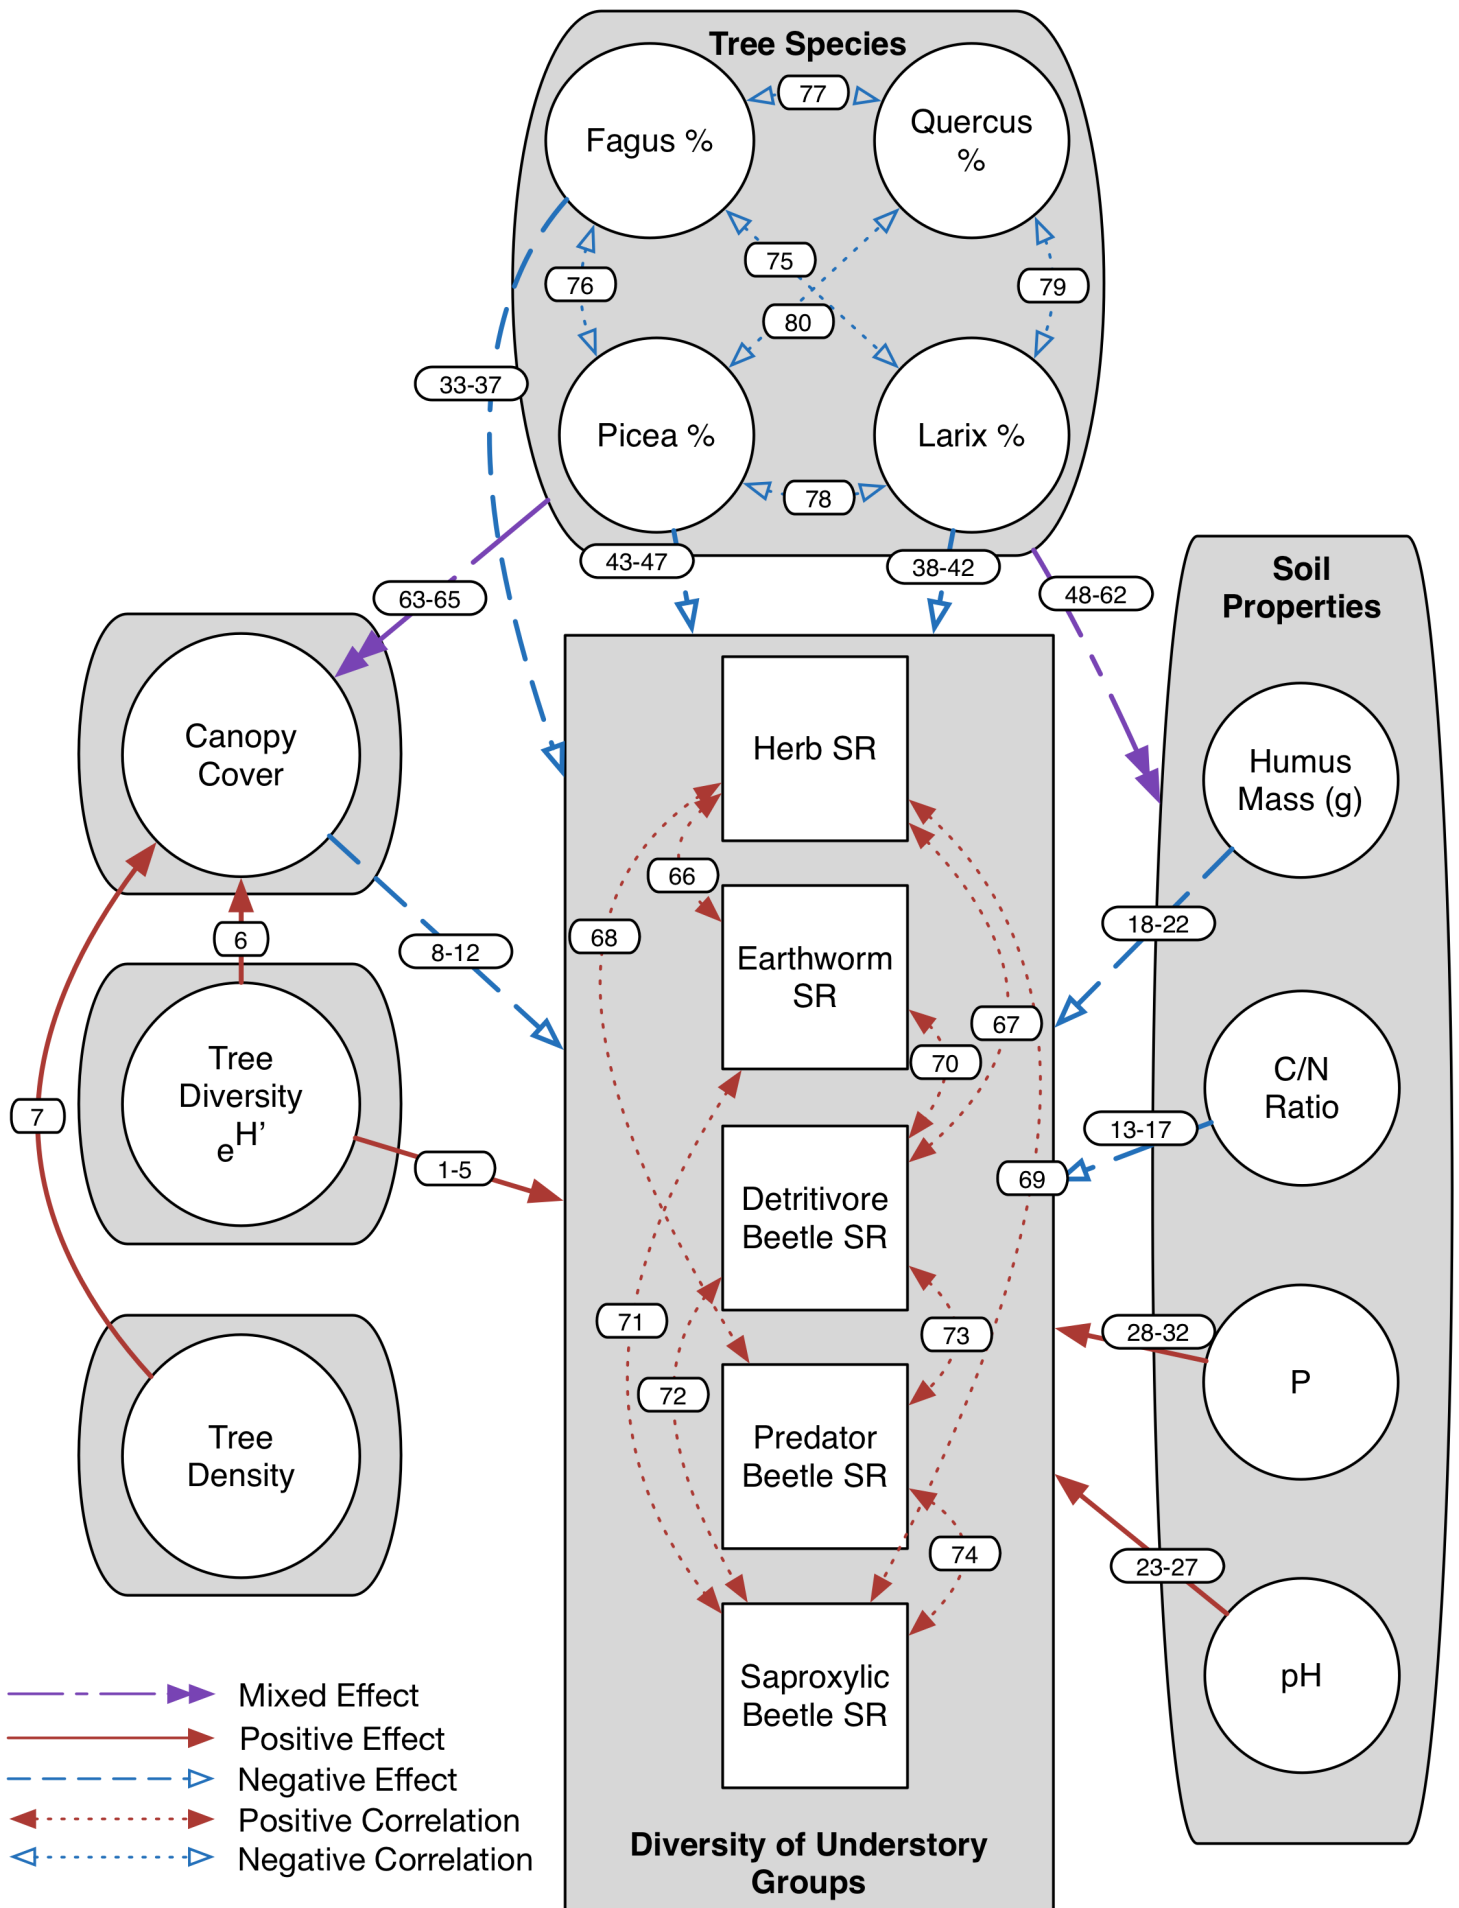 Tree Species
77
Fagus %
Quercus
%
75
76
79
80
33-37
Picea %
Larix %
78
43-47
38-42
63-65
48-62
Soil
Properties
Canopy
Cover
Herb SR
Humus
Mass (g)
66
68
6
8-12
18-22
Earthworm
SR
67
70
Tree
Diversity
e^H’
7
C/N
Ratio
13-17
1-5
69
Detritivore
Beetle SR
71
73
28-32
72
P
Tree
Density
Predator
Beetle SR
74
23-27
Saproxylic
Beetle SR
pH
Mixed Effect
Positive Effect
Negative Effect
Positive Correlation
Negative Correlation
Diversity of Understory
Groups